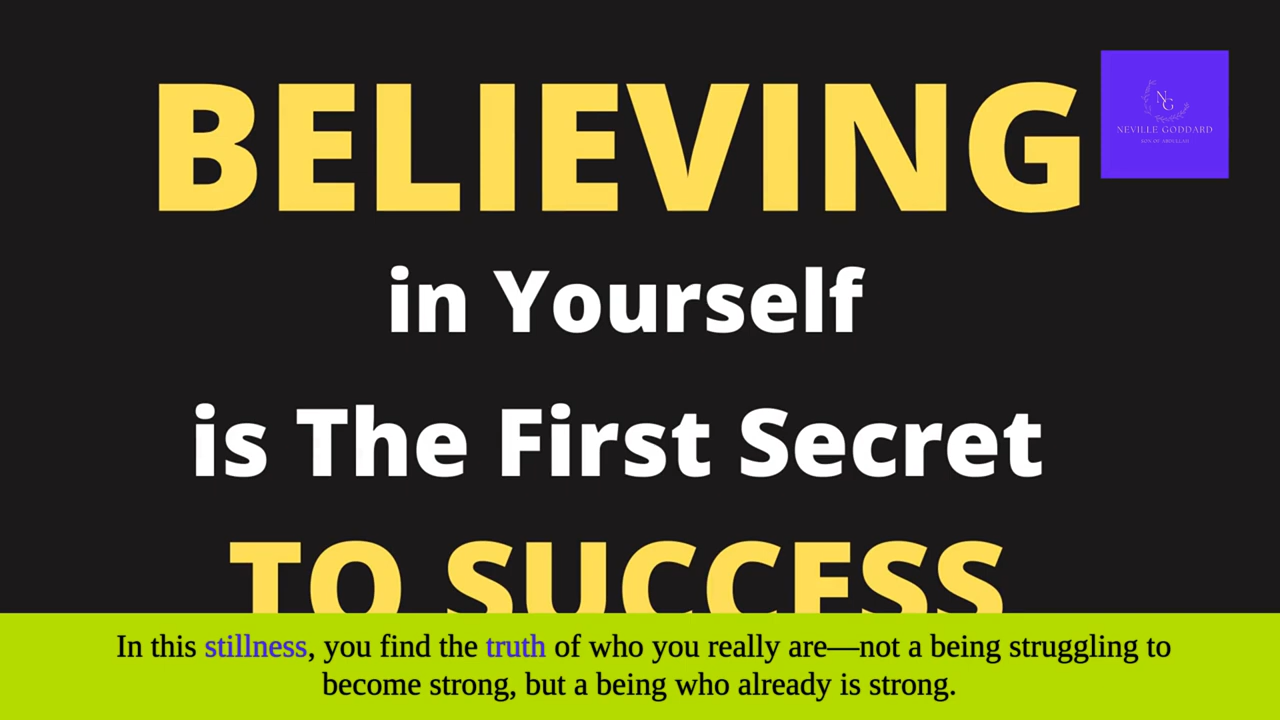 BELIEVING
NG
NEVILLE GODDARD
in Yourself
is The First Secret
TO SUCCESS
In this stillness, you find the truth of who you really are—not a being struggling to
become strong, but a being who already is strong.